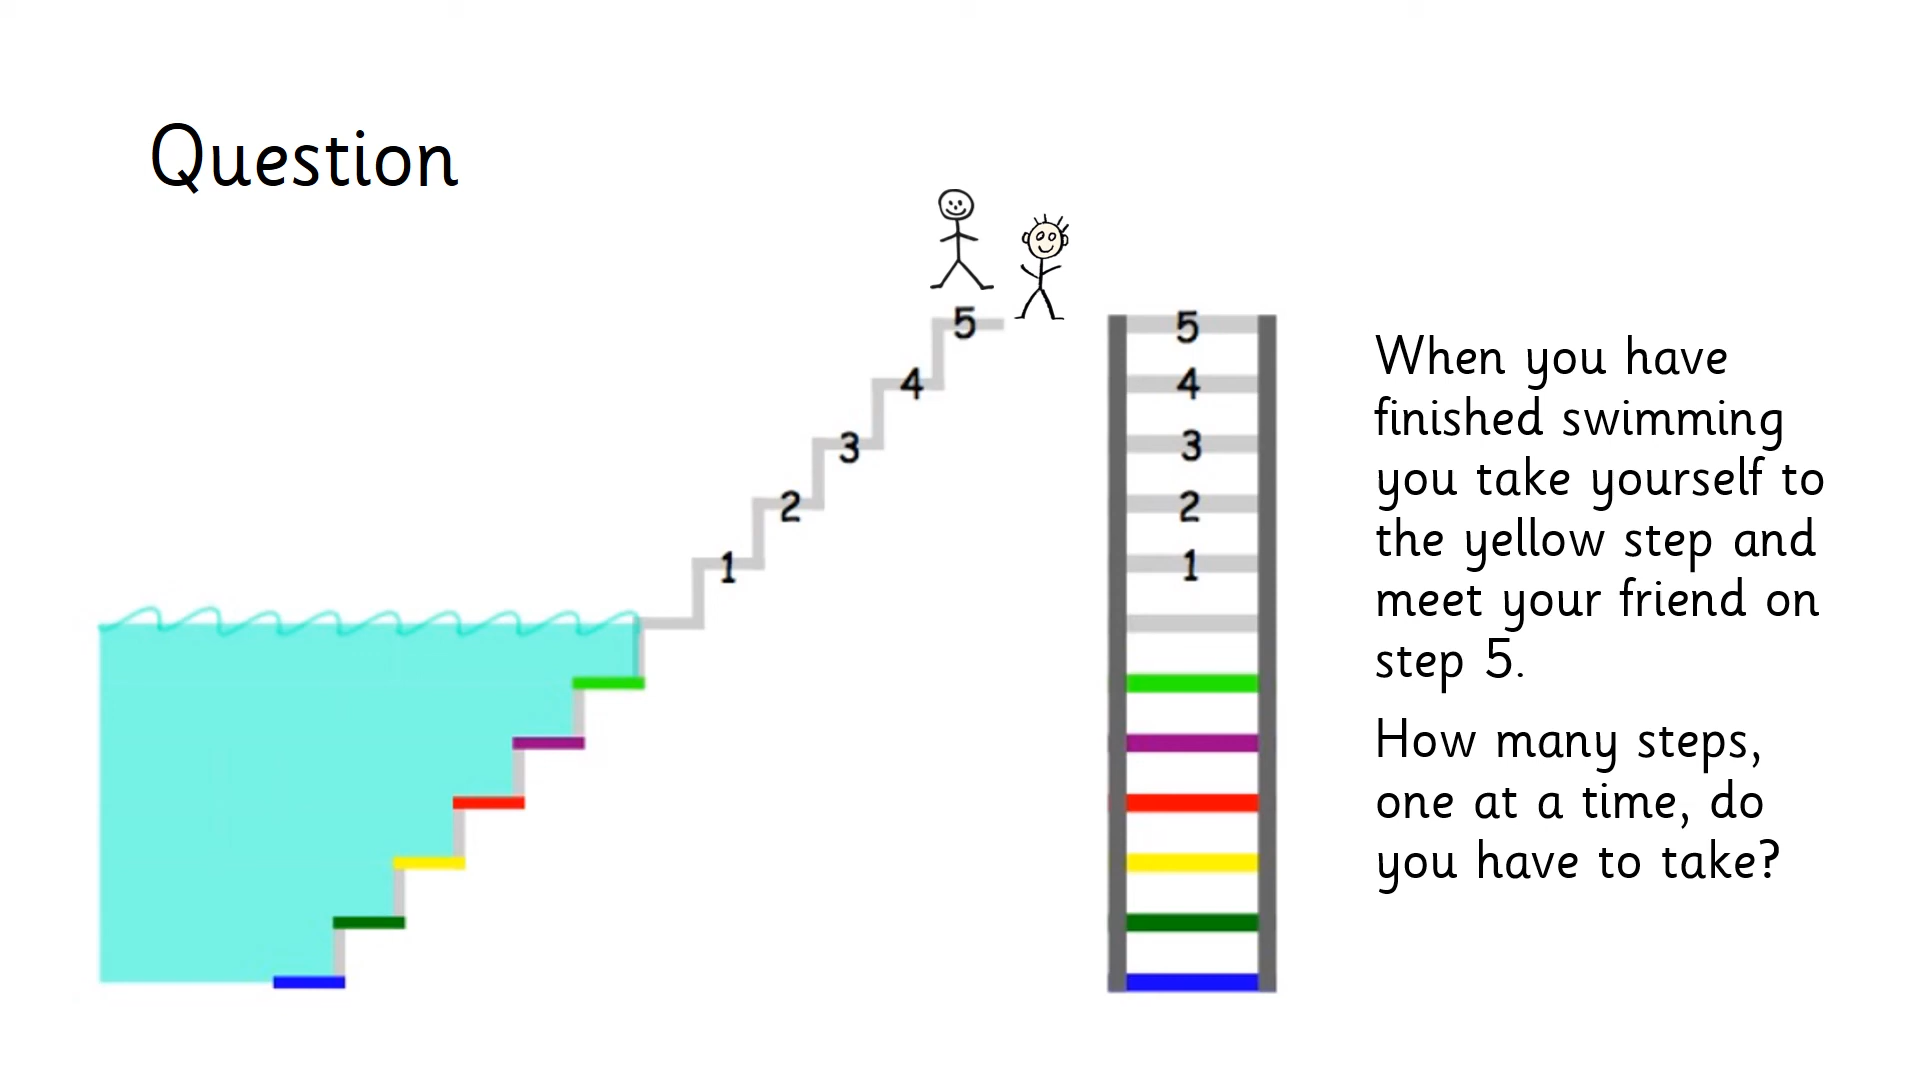 Question
5
4
3
2
1
5
4
3
2
1
When you have
finished swimming
you take yourself to
the yellow step and
meet your friend on
step 5.
How many steps,
one at a time, do
you have to take?